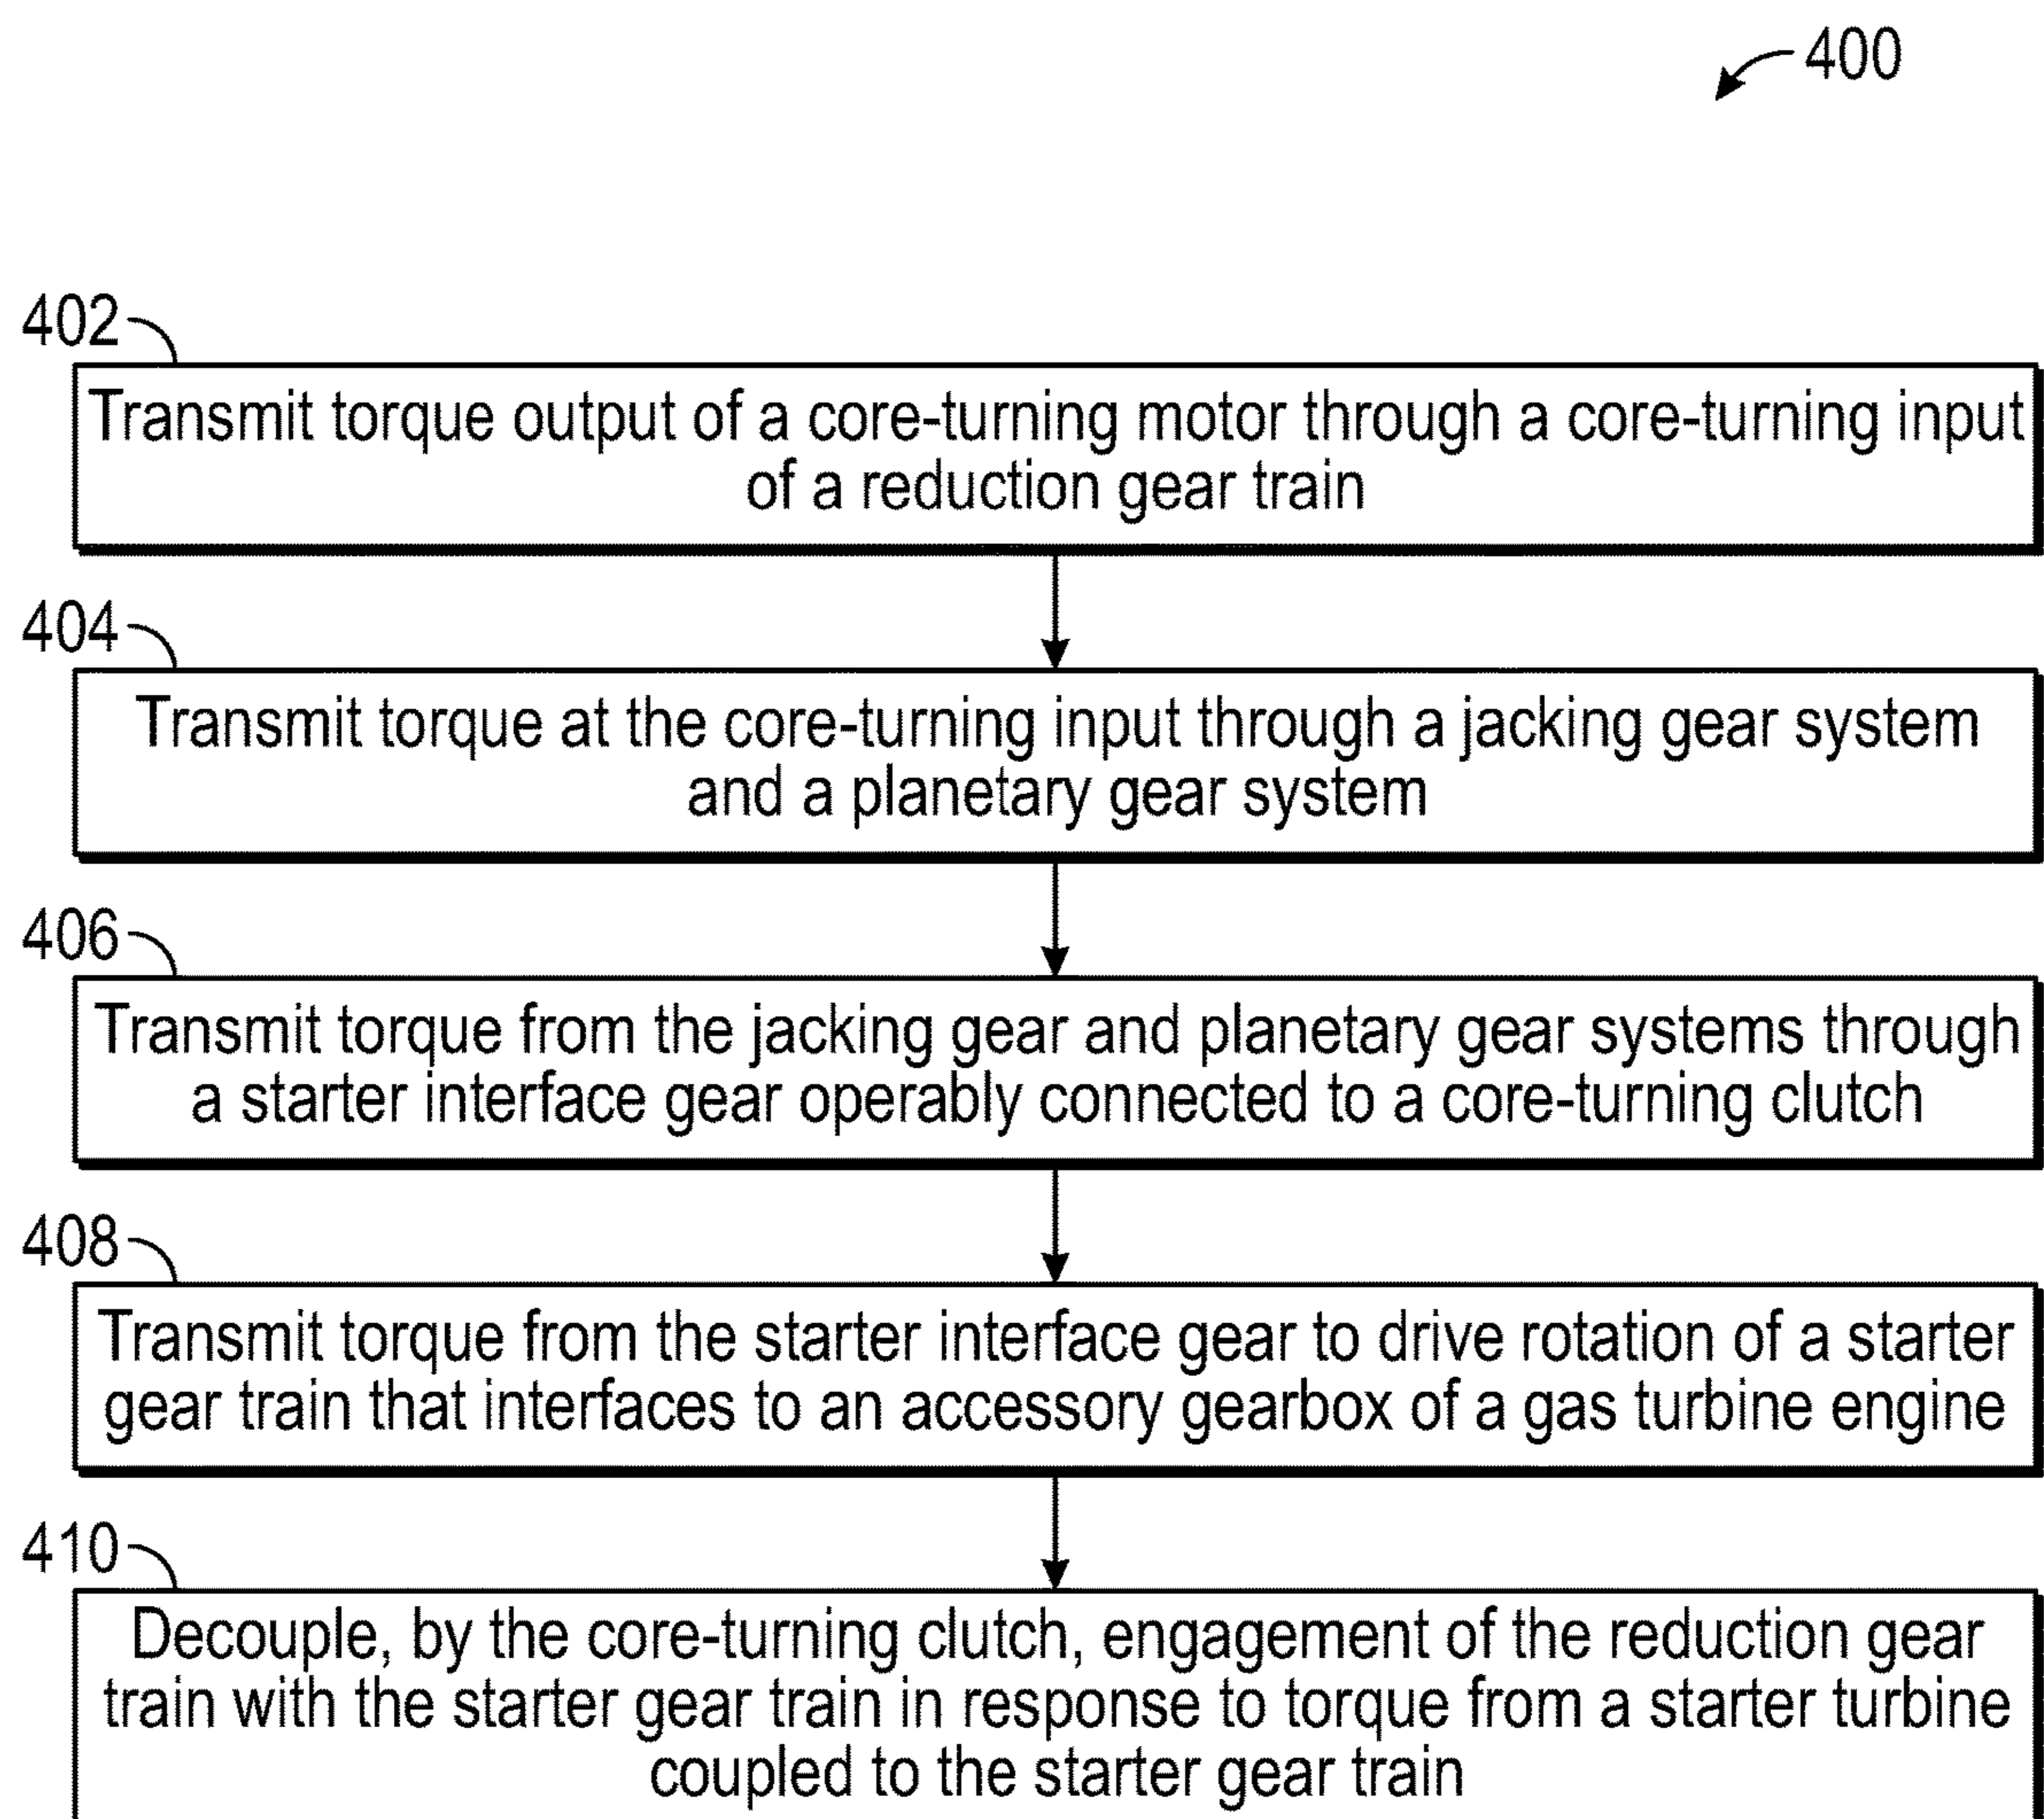 400
402
Transmit torque output of a core-turning motor through a core-turning input
of a reduction gear train
404
Transmit torque at the core-turning input through a jacking gear system
and a planetary gear system
406
Transmit torque from the jacking gear and planetary gear systems through
a starter interface gear operably connected to a core-turning clutch
408
Transmit torque from the starter interface gear to drive rotation of a starter
gear train that interfaces to an accessory gearbox of a gas turbine engine
410
Decouple, by the core-turning clutch, engagement of the reduction gear
train with the starter gear train in response to torque from a starter turbine
coupled to the starter gear train